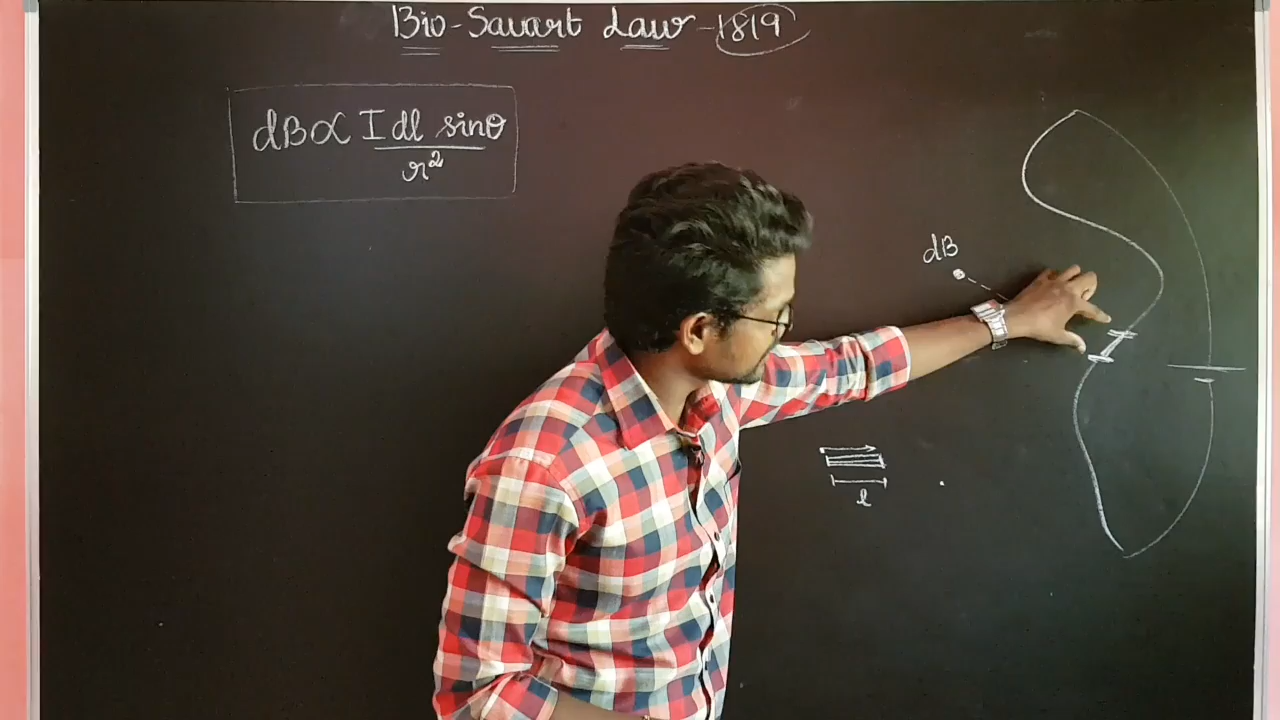 Bio-Savart Law - 1819
dB ∝ I dl sinθ
r²
dB
l